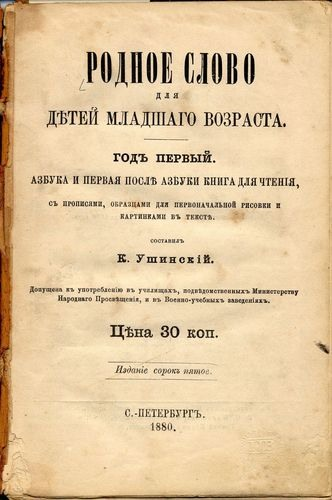 РОДНОЕ СЛОВО
ДЛЯ
ДѢТЕЙ МЛАДШАГО ВОЗРАСТА.
ГОДЪ ПЕРВЫЙ.
АЗБУКА И ПЕРВАЯ ПОСЛѢ АЗБУКИ КНИГА ДЛЯ ЧТЕНІЯ,
СЪ ПРОПИСЯМИ, ОБРАЗЦАМИ ДЛЯ ПЕРВОНАЧАЛЬНОЙ РИСОВКИ И
КАРТИНКАМИ ВЪ ТЕКСТѢ.
СОСТАВИЛЪ
К. Ушинскій.
Допущена къ употребленію въ училищахъ, подвѣдомственныхъ Министерству
Народнаго Просвѣщенія, и въ Военно-учебныхъ заведеніяхъ.
Цѣна 30 коп.
Изданіе сорокъ пятое.
С.-ПЕТЕРБУРГЪ.
1880.